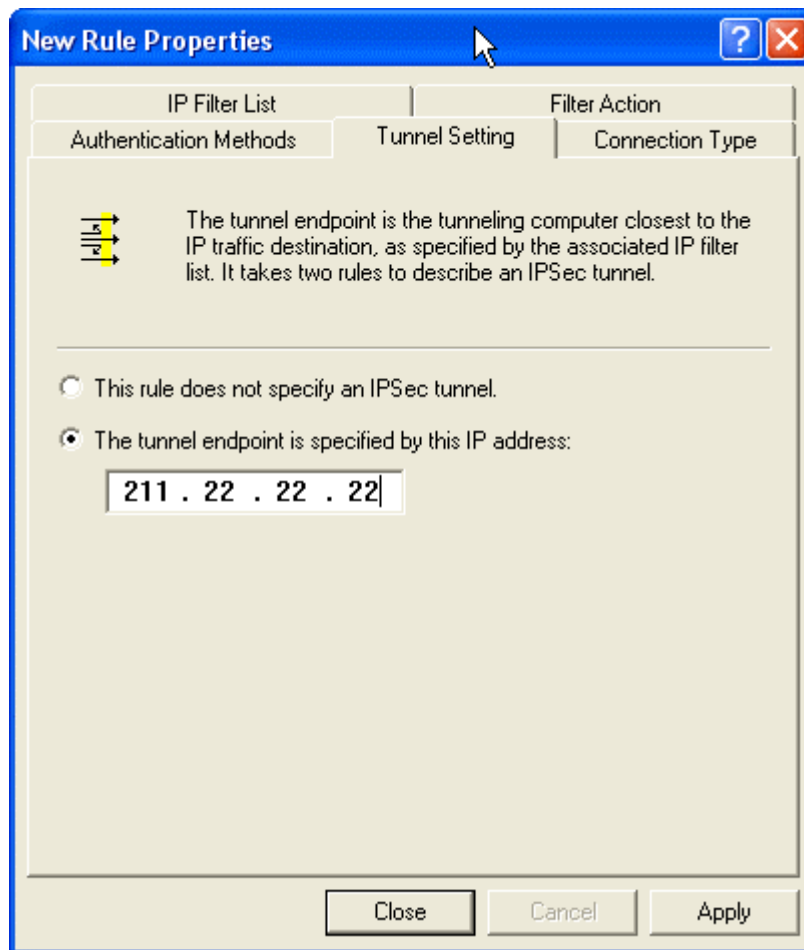 New Rule Properties
IP Filter List
Filter Action
Authentication Methods
Tunnel Setting
Connection Type
The tunnel endpoint is the tunneling computer closest to the
IP traffic destination, as specified by the associated IP filter
list. It takes two rules to describe an IPSec tunnel.
This rule does not specify an IPSec tunnel.
The tunnel endpoint is specified by this IP address:
211 . 22 . 22 . 22
Close
Cancel
Apply